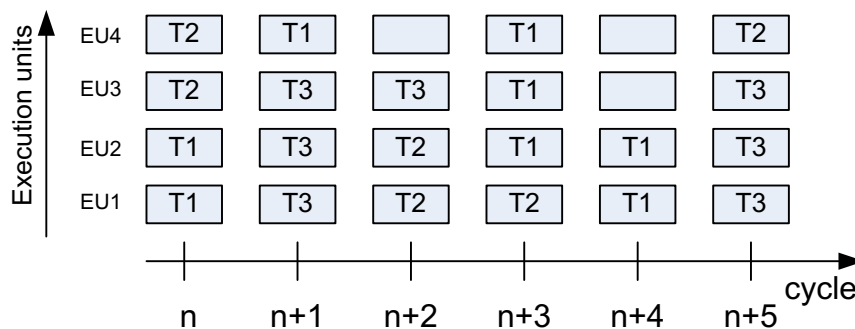 Execution units
EU4 T2 T1 T1 T2
EU3 T2 T3 T3 T1 T3
EU2 T1 T3 T2 T1 T1 T3
EU1 T1 T3 T2 T2 T1 T3
cycle
n n+1 n+2 n+3 n+4 n+5